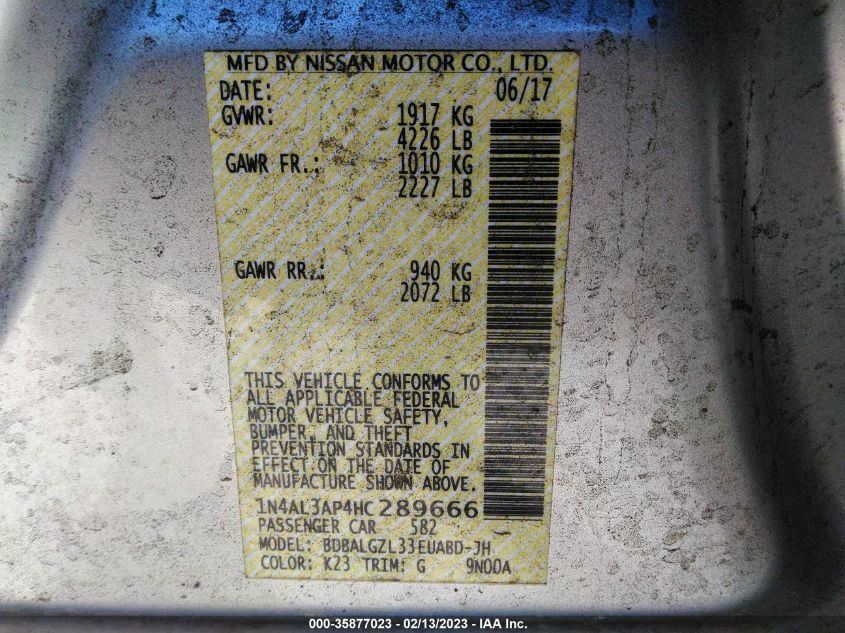 MFD BY NISSAN MOTOR CO., LTD.
DATE: 06/17
GVWR: 1917 KG
4226 LB
GAWR FR.: 1010 KG
2227 LB
GAWR RR.: 940 KG
2072 LB
THIS VEHICLE CONFORMS TO
ALL APPLICABLE FEDERAL
MOTOR VEHICLE SAFETY,
BUMPER, AND THEFT
PREVENTION STANDARDS IN
EFFECT ON THE DATE OF
MANUFACTURE SHOWN ABOVE.
1N4AL3AP4HC289666
PASSENGER CAR 582
MODEL: BDBALGZL33EUABD-JH
COLOR: K23 TRIM: G 9N00A
000-35877023 - 02/13/2023 - IAA Inc.